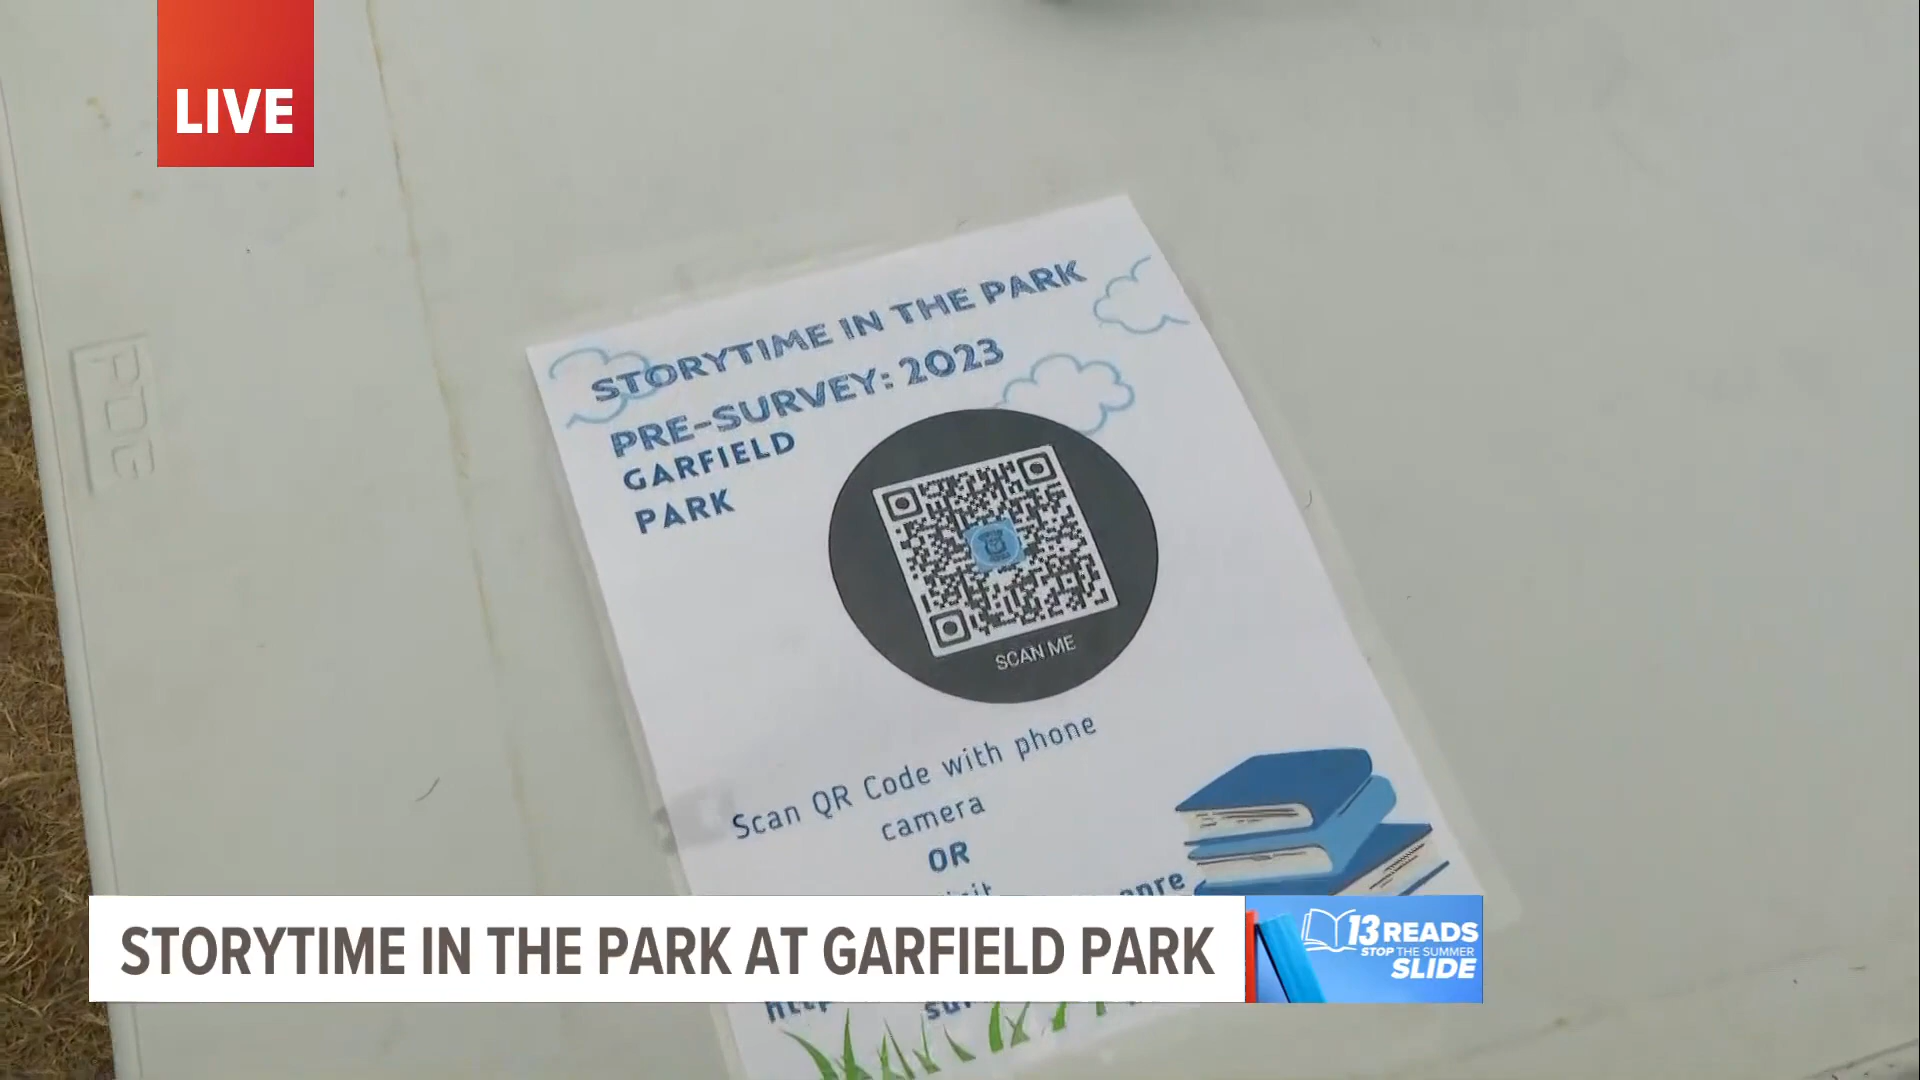 LIVE
STORYTIME IN THE PARK
PRE-SURVEY: 2023
GARFIELD
PARK
SCAN ME
Scan QR Code with phone
camera
OR
STORYTIME IN THE PARK AT GARFIELD PARK
13 READS
STOP THE SUMMER
SLIDE